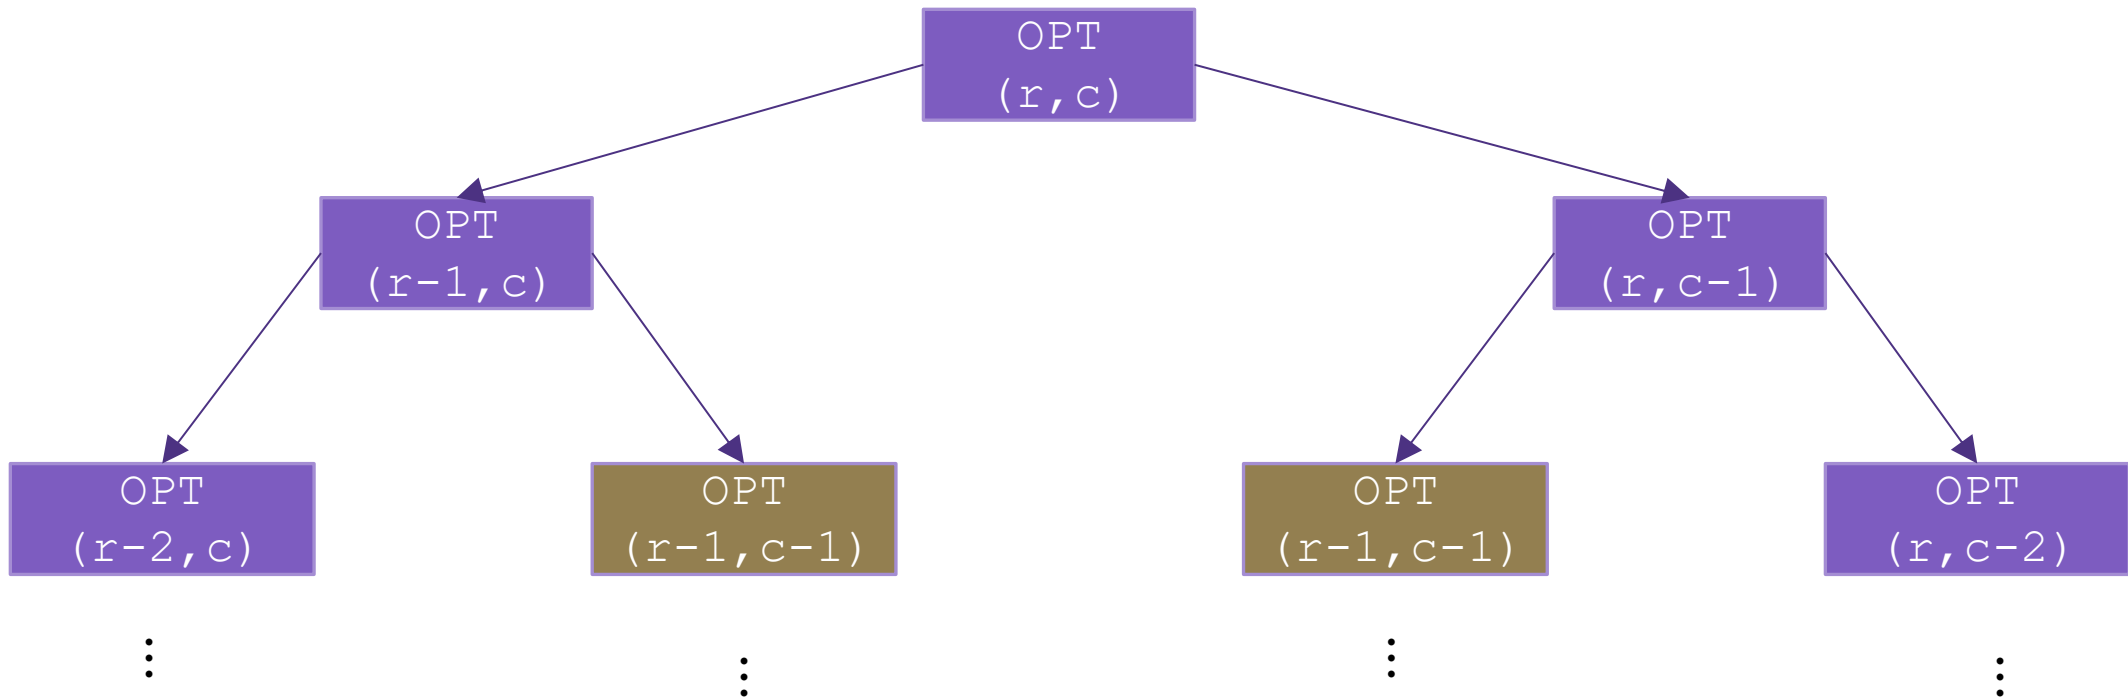 OPT
(r,c)
OPT
(r-1,c)
OPT
(r,c-1)
OPT
(r-2,c)
OPT
(r-1,c-1)
OPT
(r-1,c-1)
OPT
(r,c-2)